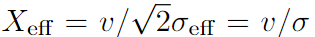 X_eff = v/√2σ_eff = v/σ